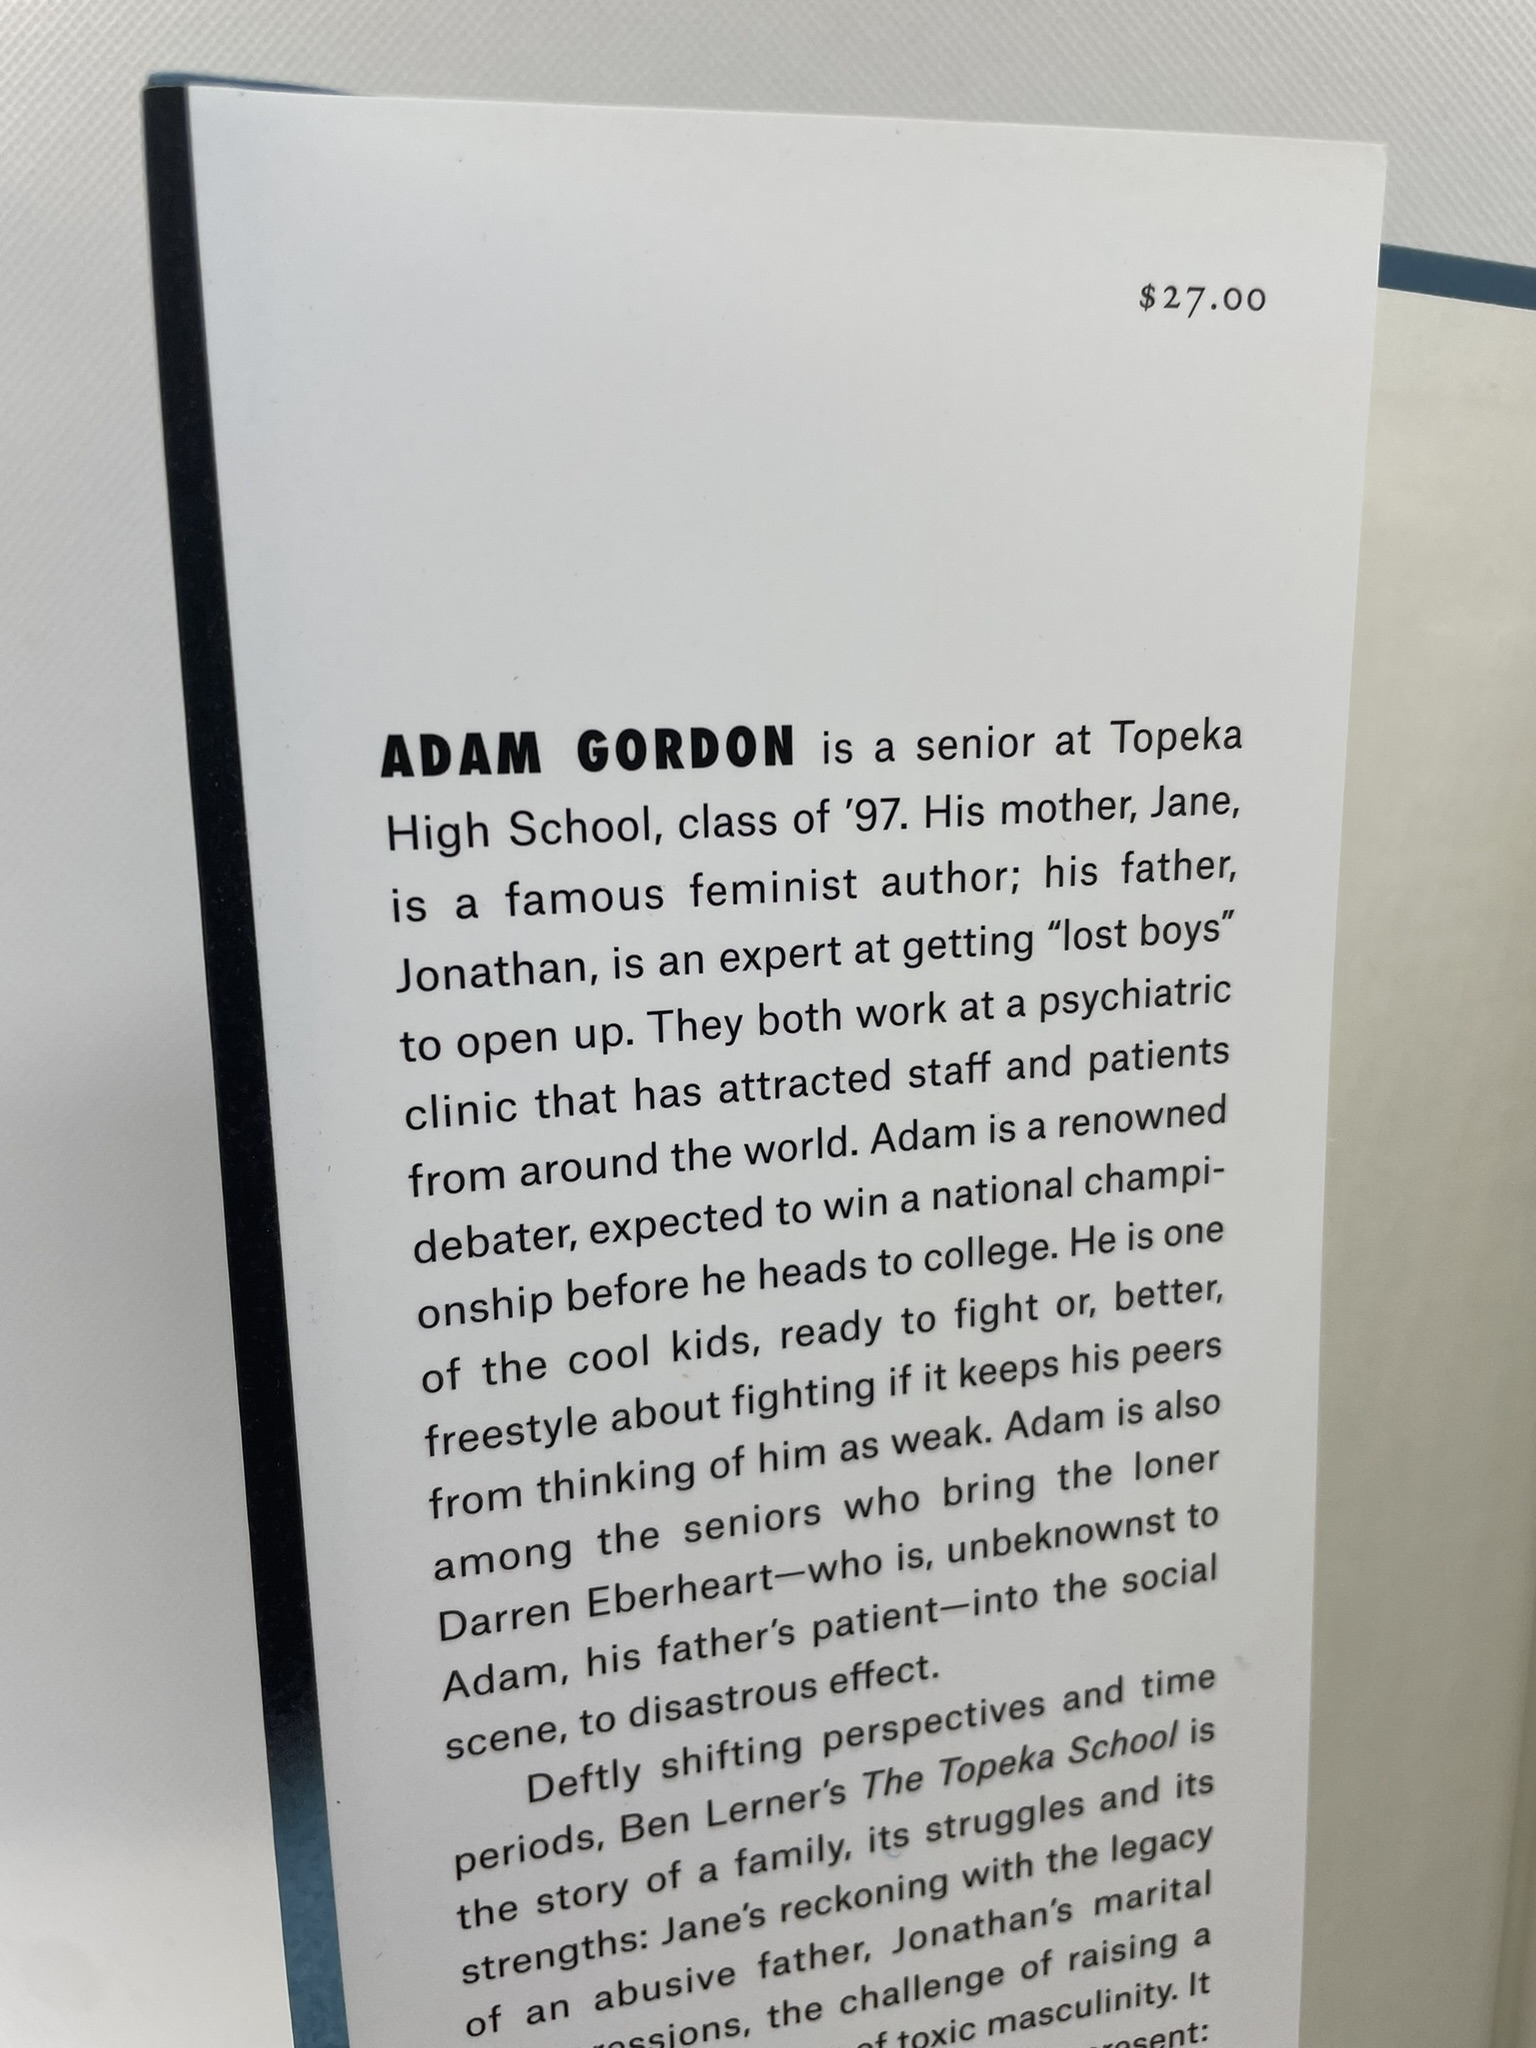 $27.00
ADAM GORDON is a senior at Topeka
High School, class of ’97. His mother, Jane,
is a famous feminist author; his father,
Jonathan, is an expert at getting “lost boys”
to open up. They both work at a psychiatric
clinic that has attracted staff and patients
from around the world. Adam is a renowned
debater, expected to win a national champi-
onship before he heads to college. He is one
of the cool kids, ready to fight or, better,
freestyle about fighting if it keeps his peers
from thinking of him as weak. Adam is also
among the seniors who bring the loner
Darren Eberheart—who is, unbeknownst to
Adam, his father’s patient—into the social
scene, to disastrous effect.
Deftly shifting perspectives and time
periods, Ben Lerner’s The Topeka School is
the story of a family, its struggles and its
strengths: Jane’s reckoning with the legacy
of an abusive father, Jonathan’s marital
the challenge of raising a
of toxic masculinity. It